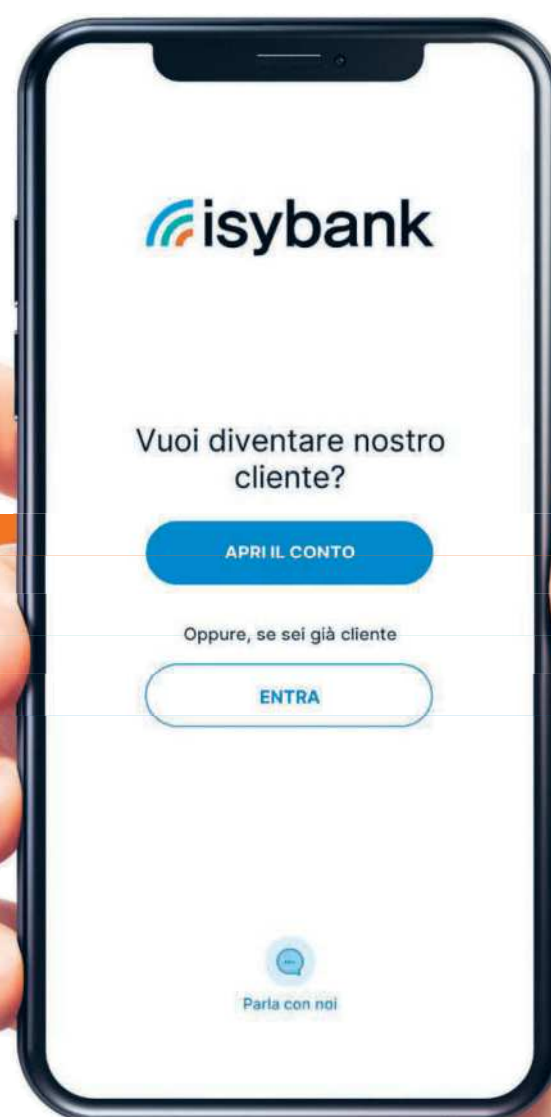 isybank
Vuoi diventare nostro
cliente?
APRI IL CONTO
Oppure, se sei già cliente
ENTRA
Parla con noi